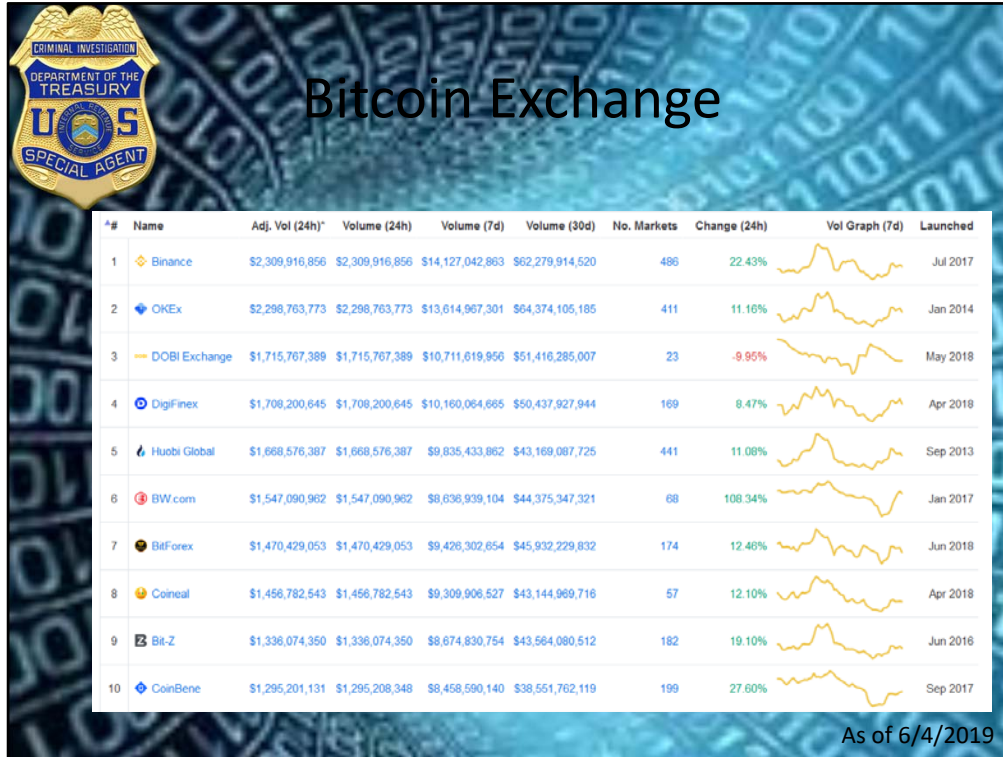 CRIMINAL INVESTIGATION
DEPARTMENT OF THE
TREASURY
INTERNAL REVENUE
U S
SERVICE
SPECIAL AGENT
Bitcoin Exchange
# Name Adj. Vol (24h)* Volume (24h) Volume (7d) Volume (30d) No. Markets Change (24h) Vol Graph (7d) Launched
1 Binance $2,309,916,856 $2,309,916,856 $14,127,042,863 $62,279,914,520 486 22.43% Jul 2017
2 OKEx $2,298,763,773 $2,298,763,773 $13,614,967,301 $64,374,105,185 411 11.16% Jan 2014
3 DOBI Exchange $1,715,767,389 $1,715,767,389 $10,711,619,956 $51,416,285,007 23 -9.95% May 2018
4 DigiFinex $1,708,200,645 $1,708,200,645 $10,160,064,665 $50,437,927,944 169 8.47% Apr 2018
5 Huobi Global $1,668,576,387 $1,668,576,387 $9,835,433,862 $43,169,087,725 441 11.08% Sep 2013
6 BW.com $1,547,090,962 $1,547,090,962 $8,636,939,104 $44,375,347,321 68 108.34% Jan 2017
7 BitForex $1,470,429,053 $1,470,429,053 $9,426,302,654 $45,932,229,832 174 12.46% Jun 2018
8 Coineal $1,456,782,543 $1,456,782,543 $9,309,906,527 $43,144,969,716 57 12.10% Apr 2018
9 Bit-Z $1,336,074,350 $1,336,074,350 $8,674,830,754 $43,564,080,512 182 19.10% Jun 2016
10 CoinBene $1,295,201,131 $1,295,208,348 $8,458,590,140 $38,551,762,119 199 27.60% Sep 2017
As of 6/4/2019